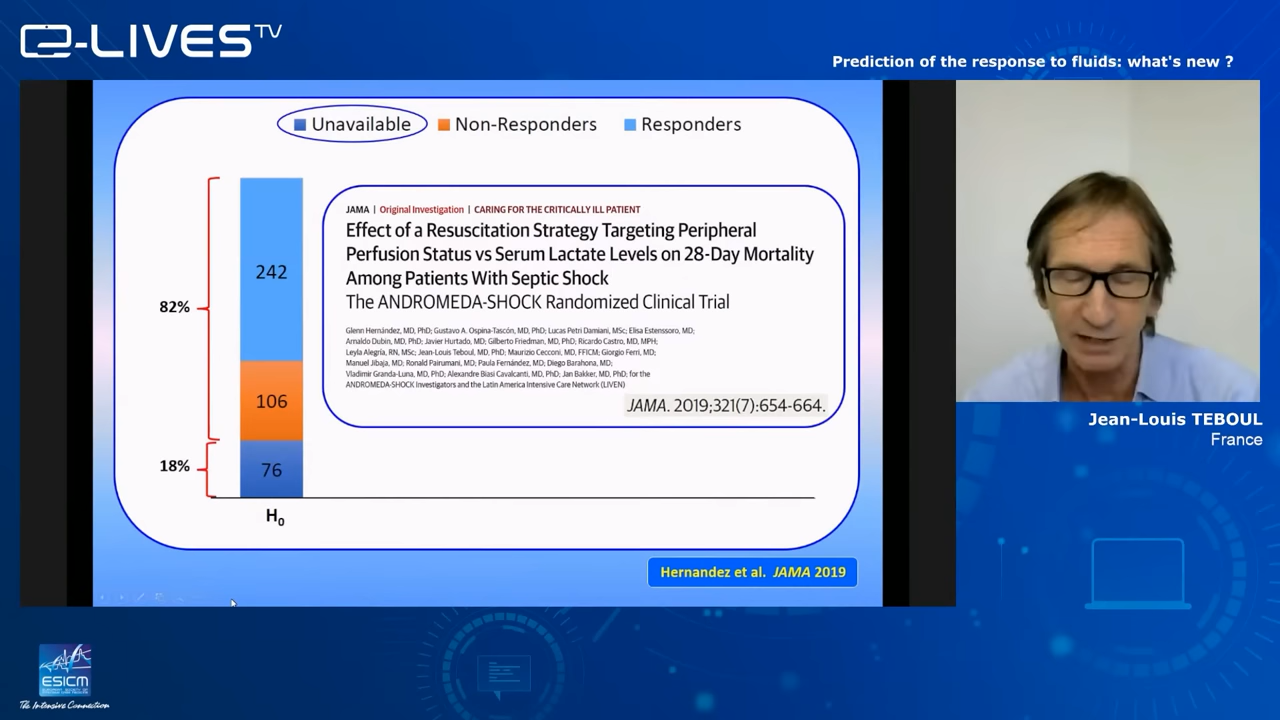 e-LIVES TV
Prediction of the response to fluids: what's new ?
Unavailable
Non-Responders
Responders
82%
242
106
18%
76
H0
JAMA | Original Investigation | CARING FOR THE CRITICALLY ILL PATIENT
Effect of a Resuscitation Strategy Targeting Peripheral
Perfusion Status vs Serum Lactate Levels on 28-Day Mortality
Among Patients With Septic Shock
The ANDROMEDA-SHOCK Randomized Clinical Trial
Glenn Hernández, MD, PhD; Gustavo A. Ospina-Tascón, MD, PhD; Lucas Petri Damiani, MSc; Elisa Estenssoro, MD;
Arnaldo Dubin, MD, PhD; Javier Hurtado, MD; Gilberto Friedman, MD, PhD; Ricardo Castro, MD, MPH;
Leyla Alegría, RN, MSc; Jean-Louis Teboul, MD, PhD; Maurizio Cecconi, MD, FFICM; Giorgio Ferri, MD;
Manuel Jibaja, MD; Ronald Pairumani, MD; Paula Fernández, MD; Diego Barahona, MD;
Vladimir Granda-Luna, MD, PhD; Alexandre Biasi Cavalcanti, MD, PhD; Jan Bakker, MD, PhD; for the
ANDROMEDA-SHOCK Investigators and the Latin America Intensive Care Network (LIVEN)
JAMA. 2019;321(7):654-664.
Hernandez et al. JAMA 2019
Jean-Louis TEBOUL
France
ESICM
The Intensive Connection